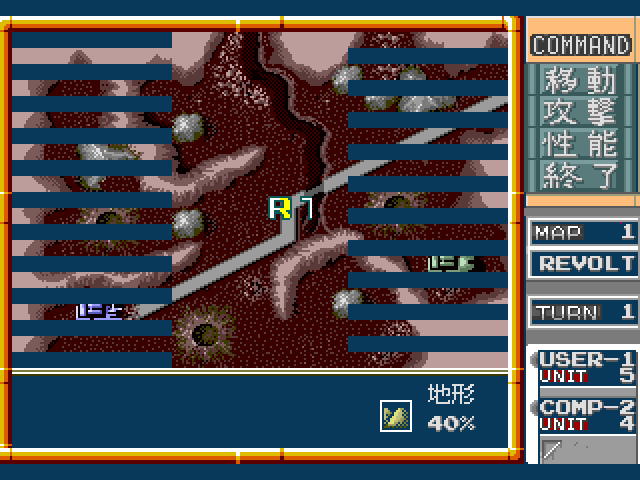 COMMAND
移動
攻撃
性能
終了
MAP 1
REVOLT
TURN 1
USER-1
UNIT 5
COMP-2
UNIT 4
地形
40%